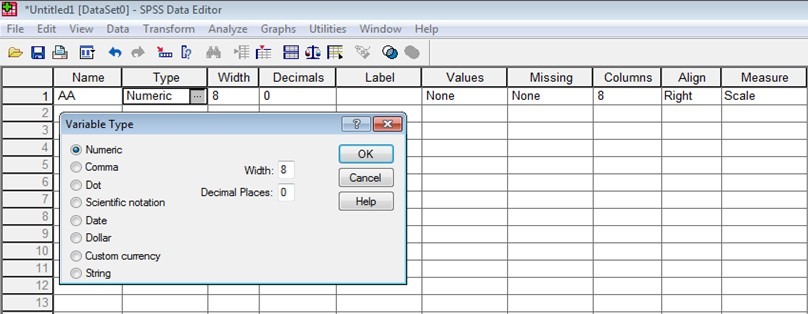 *Untitled1 [DataSet0] - SPSS Data Editor
File Edit View Data Transform Analyze Graphs Utilities Window Help
Name Type Width Decimals Label Values Missing Columns Align Measure
1 AA Numeric ... 8 0 None None 8 Right Scale
2
3
4
5
6
7
8
9
10
11
12
13
Variable Type
Numeric
Comma
Dot
Scientific notation
Date
Dollar
Custom currency
String
Width: 8
Decimal Places: 0
OK
Cancel
Help